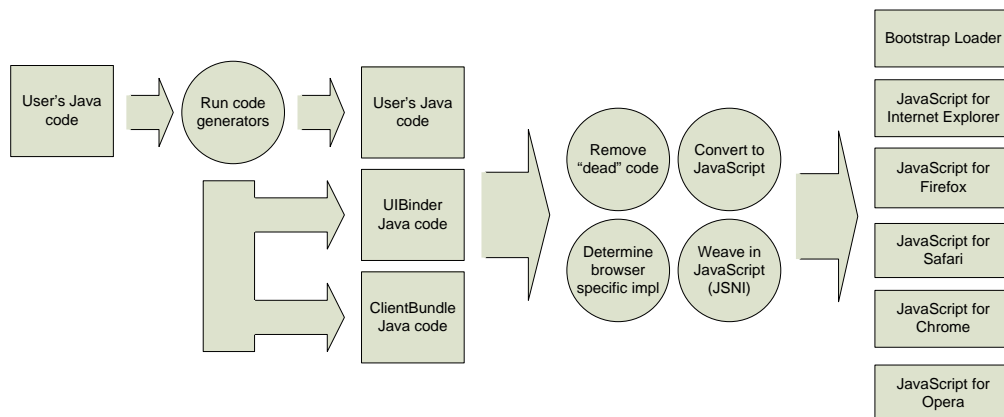 User's Java
code
Run code
generators
User's Java
code
UIBinder
Java code
ClientBundle
Java code
Remove
“dead” code
Convert to
JavaScript
Determine
browser
specific impl
Weave in
JavaScript
(JSNI)
Bootstrap Loader
JavaScript for
Internet Explorer
JavaScript for
Firefox
JavaScript for
Safari
JavaScript for
Chrome
JavaScript for
Opera